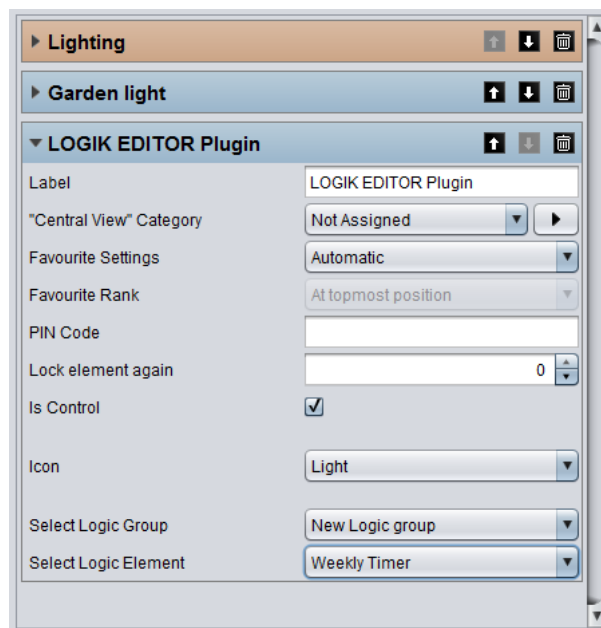 Lighting
Garden light
LOGIK EDITOR Plugin
Label LOGIK EDITOR Plugin
"Central View" Category Not Assigned
Favourite Settings Automatic
Favourite Rank At topmost position
PIN Code
Lock element again 0
Is Control
Icon Light
Select Logic Group New Logic group
Select Logic Element Weekly Timer